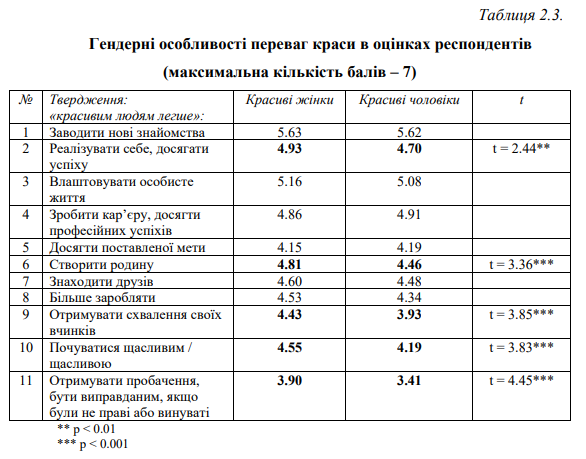 Таблиця 2.3.
Гендерні особливості переваг краси в оцінках респондентів
(максимальна кількість балів – 7)
№ Твердження: Красиві жінки Красиві чоловіки t
«красивим людям легше»:
1 Заводити нові знайомства 5.63 5.62
2 Реалізувати себе, досягати 4.93 4.70 t = 2.44**
успіху
3 Влаштовувати особисте 5.16 5.08
життя
4 Зробити кар’єру, досягти 4.86 4.91
професійних успіхів
5 Досягти поставленої мети 4.15 4.19
6 Створити родину 4.81 4.46 t = 3.36***
7 Знаходити друзів 4.60 4.48
8 Більше заробляти 4.53 4.34
9 Отримувати схвалення своїх 4.43 3.93 t = 3.85***
вчинків
10 Почуватися щасливим / 4.55 4.19 t = 3.83***
щасливою
11 Отримувати пробачення, 3.90 3.41 t = 4.45***
бути виправданим, якщо
були не праві або винуваті
** p < 0.01
*** p < 0.001